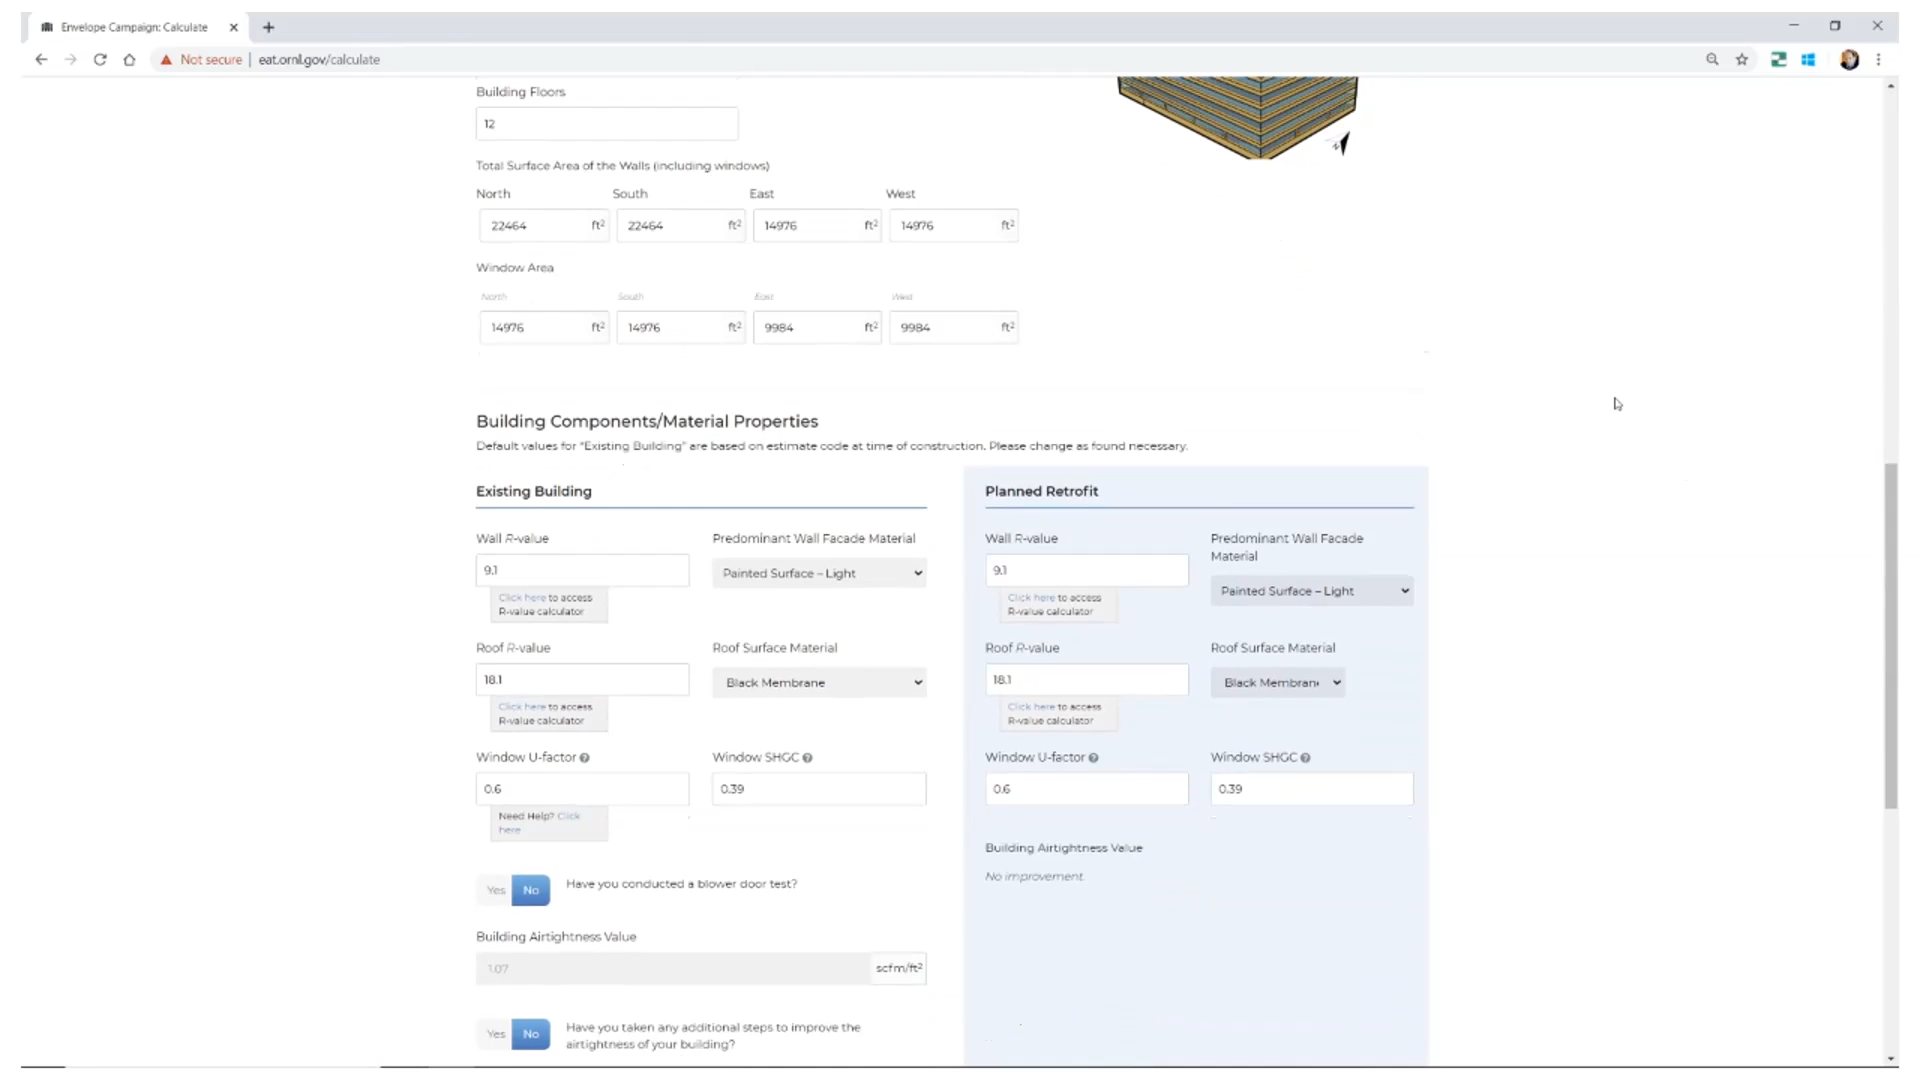 Envelope Campaign: Calculate
Not secure | eat.ornl.gov/calculate
Building Floors
12
Total Surface Area of the Walls (including windows)
North South East West
22464 ft² 22464 ft² 14976 ft² 14976 ft²
Window Area
North South East West
14976 ft² 14976 ft² 9984 ft² 9984 ft²
Building Components/Material Properties
Default values for "Existing Building" are based on estimate code at time of construction. Please change as found necessary.
Existing Building
Wall R-value Predominant Wall Facade Material
9.1 Painted Surface – Light
Click here to access
R-value calculator
Roof R-value Roof Surface Material
18.1 Black Membrane
Click here to access
R-value calculator
Window U-factor Window SHGC
0.6 0.39
Need Help? Click
here
Yes No Have you conducted a blower door test?
Building Airtightness Value
1.07 scfm/ft²
Yes No Have you taken any additional steps to improve the
airtightness of your building?
Planned Retrofit
Wall R-value Predominant Wall Facade
Material
9.1 Painted Surface – Light
Click here to access
R-value calculator
Roof R-value Roof Surface Material
18.1 Black Membran
Click here to access
R-value calculator
Window U-factor Window SHGC
0.6 0.39
Building Airtightness Value
No improvement.